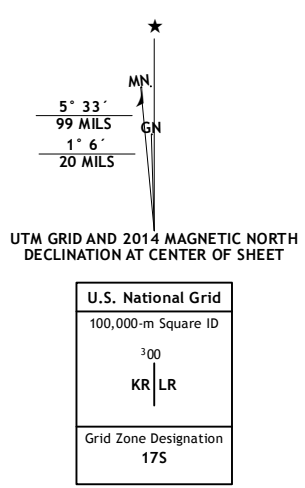 ★
MN
5° 33´
99 MILS
GN
1° 6´
20 MILS
UTM GRID AND 2014 MAGNETIC NORTH
DECLINATION AT CENTER OF SHEET
U.S. National Grid
100,000-m Square ID
³00
KR LR
Grid Zone Designation
17S